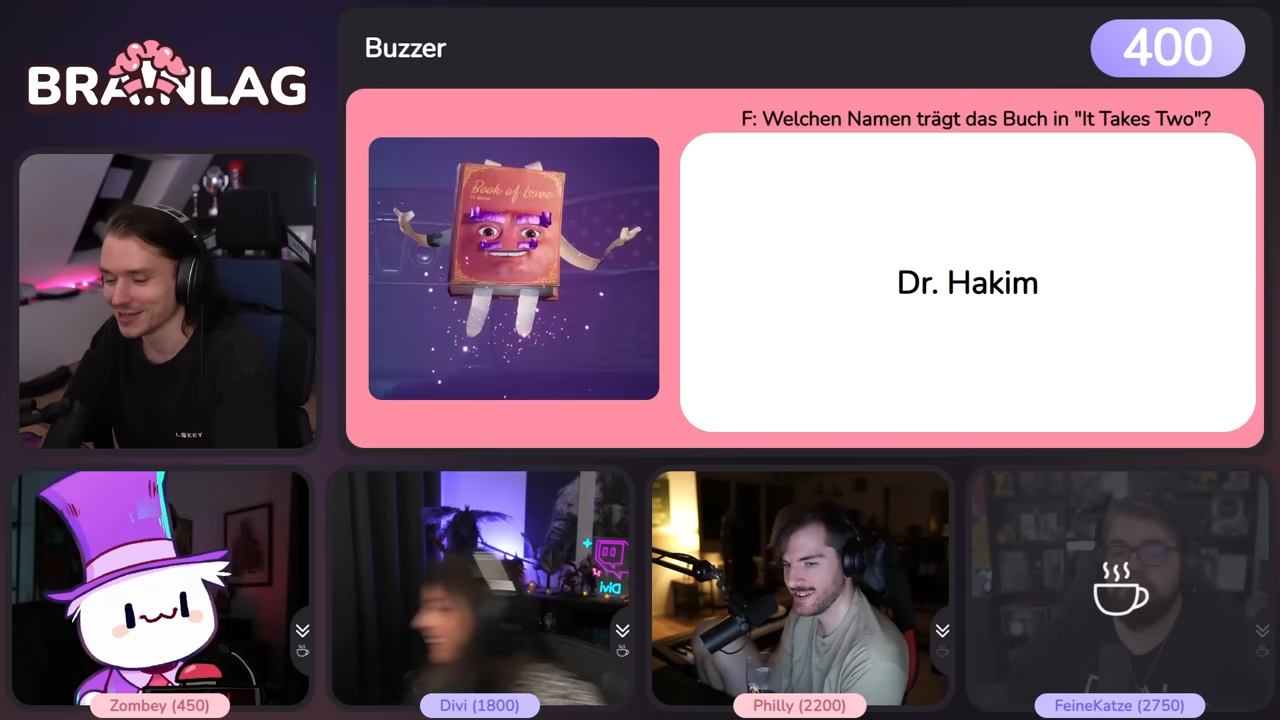 BRAINLAG
Buzzer
400
F: Welchen Namen trägt das Buch in "It Takes Two"?
Book of Love
Dr. Hakim
LOKEY
Divi
Zombey (450)
Divi (1800)
Philly (2200)
FeineKatze (2750)